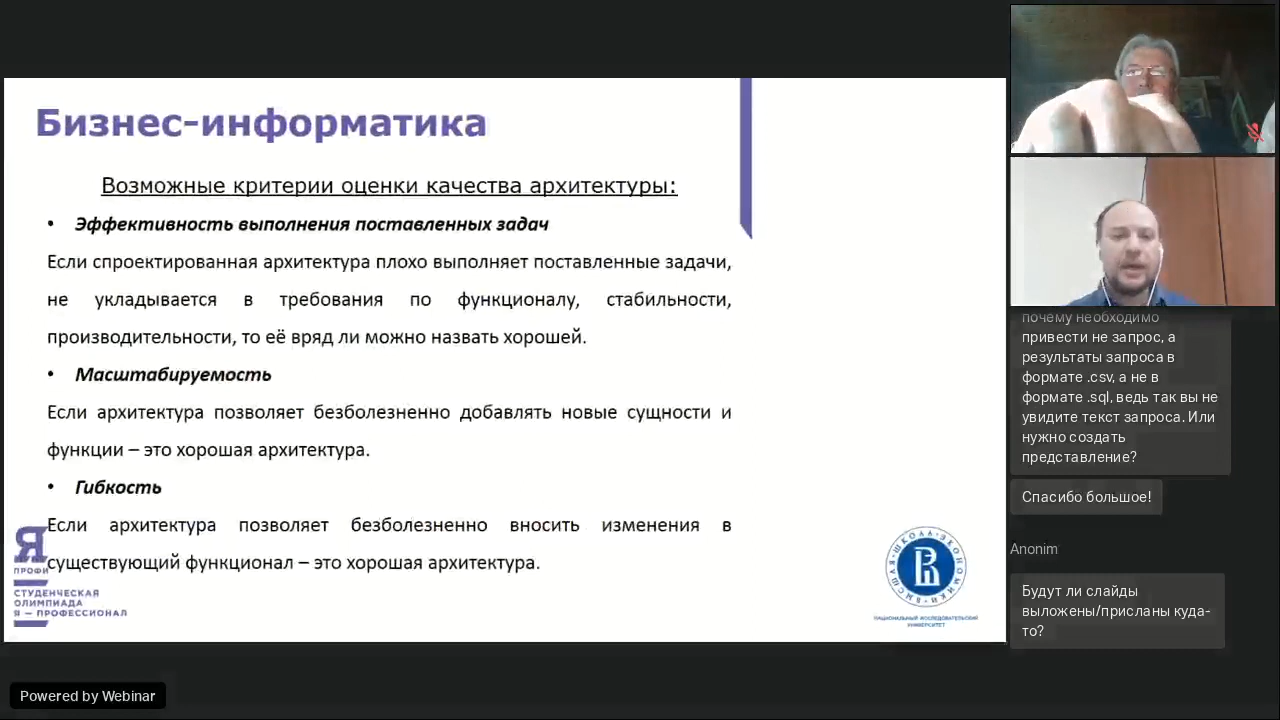 Бизнес-информатика
Возможные критерии оценки качества архитектуры:
• Эффективность выполнения поставленных задач
Если спроектированная архитектура плохо выполняет поставленные задачи,
не укладывается в требования по функционалу, стабильности,
производительности, то её вряд ли можно назвать хорошей.
• Масштабируемость
Если архитектура позволяет безболезненно добавлять новые сущности и
функции – это хорошая архитектура.
• Гибкость
Если архитектура позволяет безболезненно вносить изменения в
существующий функционал – это хорошая архитектура.
Я
ПРОФИ
СТУДЕНЧЕСКАЯ
ОЛИМПИАДА
Я — ПРОФЕССИОНАЛ
ВЫСШАЯ ШКОЛА ЭКОНОМИКИ
НАЦИОНАЛЬНЫЙ ИССЛЕДОВАТЕЛЬСКИЙ
УНИВЕРСИТЕТ
почему необходимо
привести не запрос, а
результаты запроса в
формате .csv, а не в
формате .sql, ведь так вы не
увидите текст запроса. Или
нужно создать
представление?
Спасибо большое!
Anonim
Будут ли слайды
выложены/присланы куда-
то?
Powered by Webinar